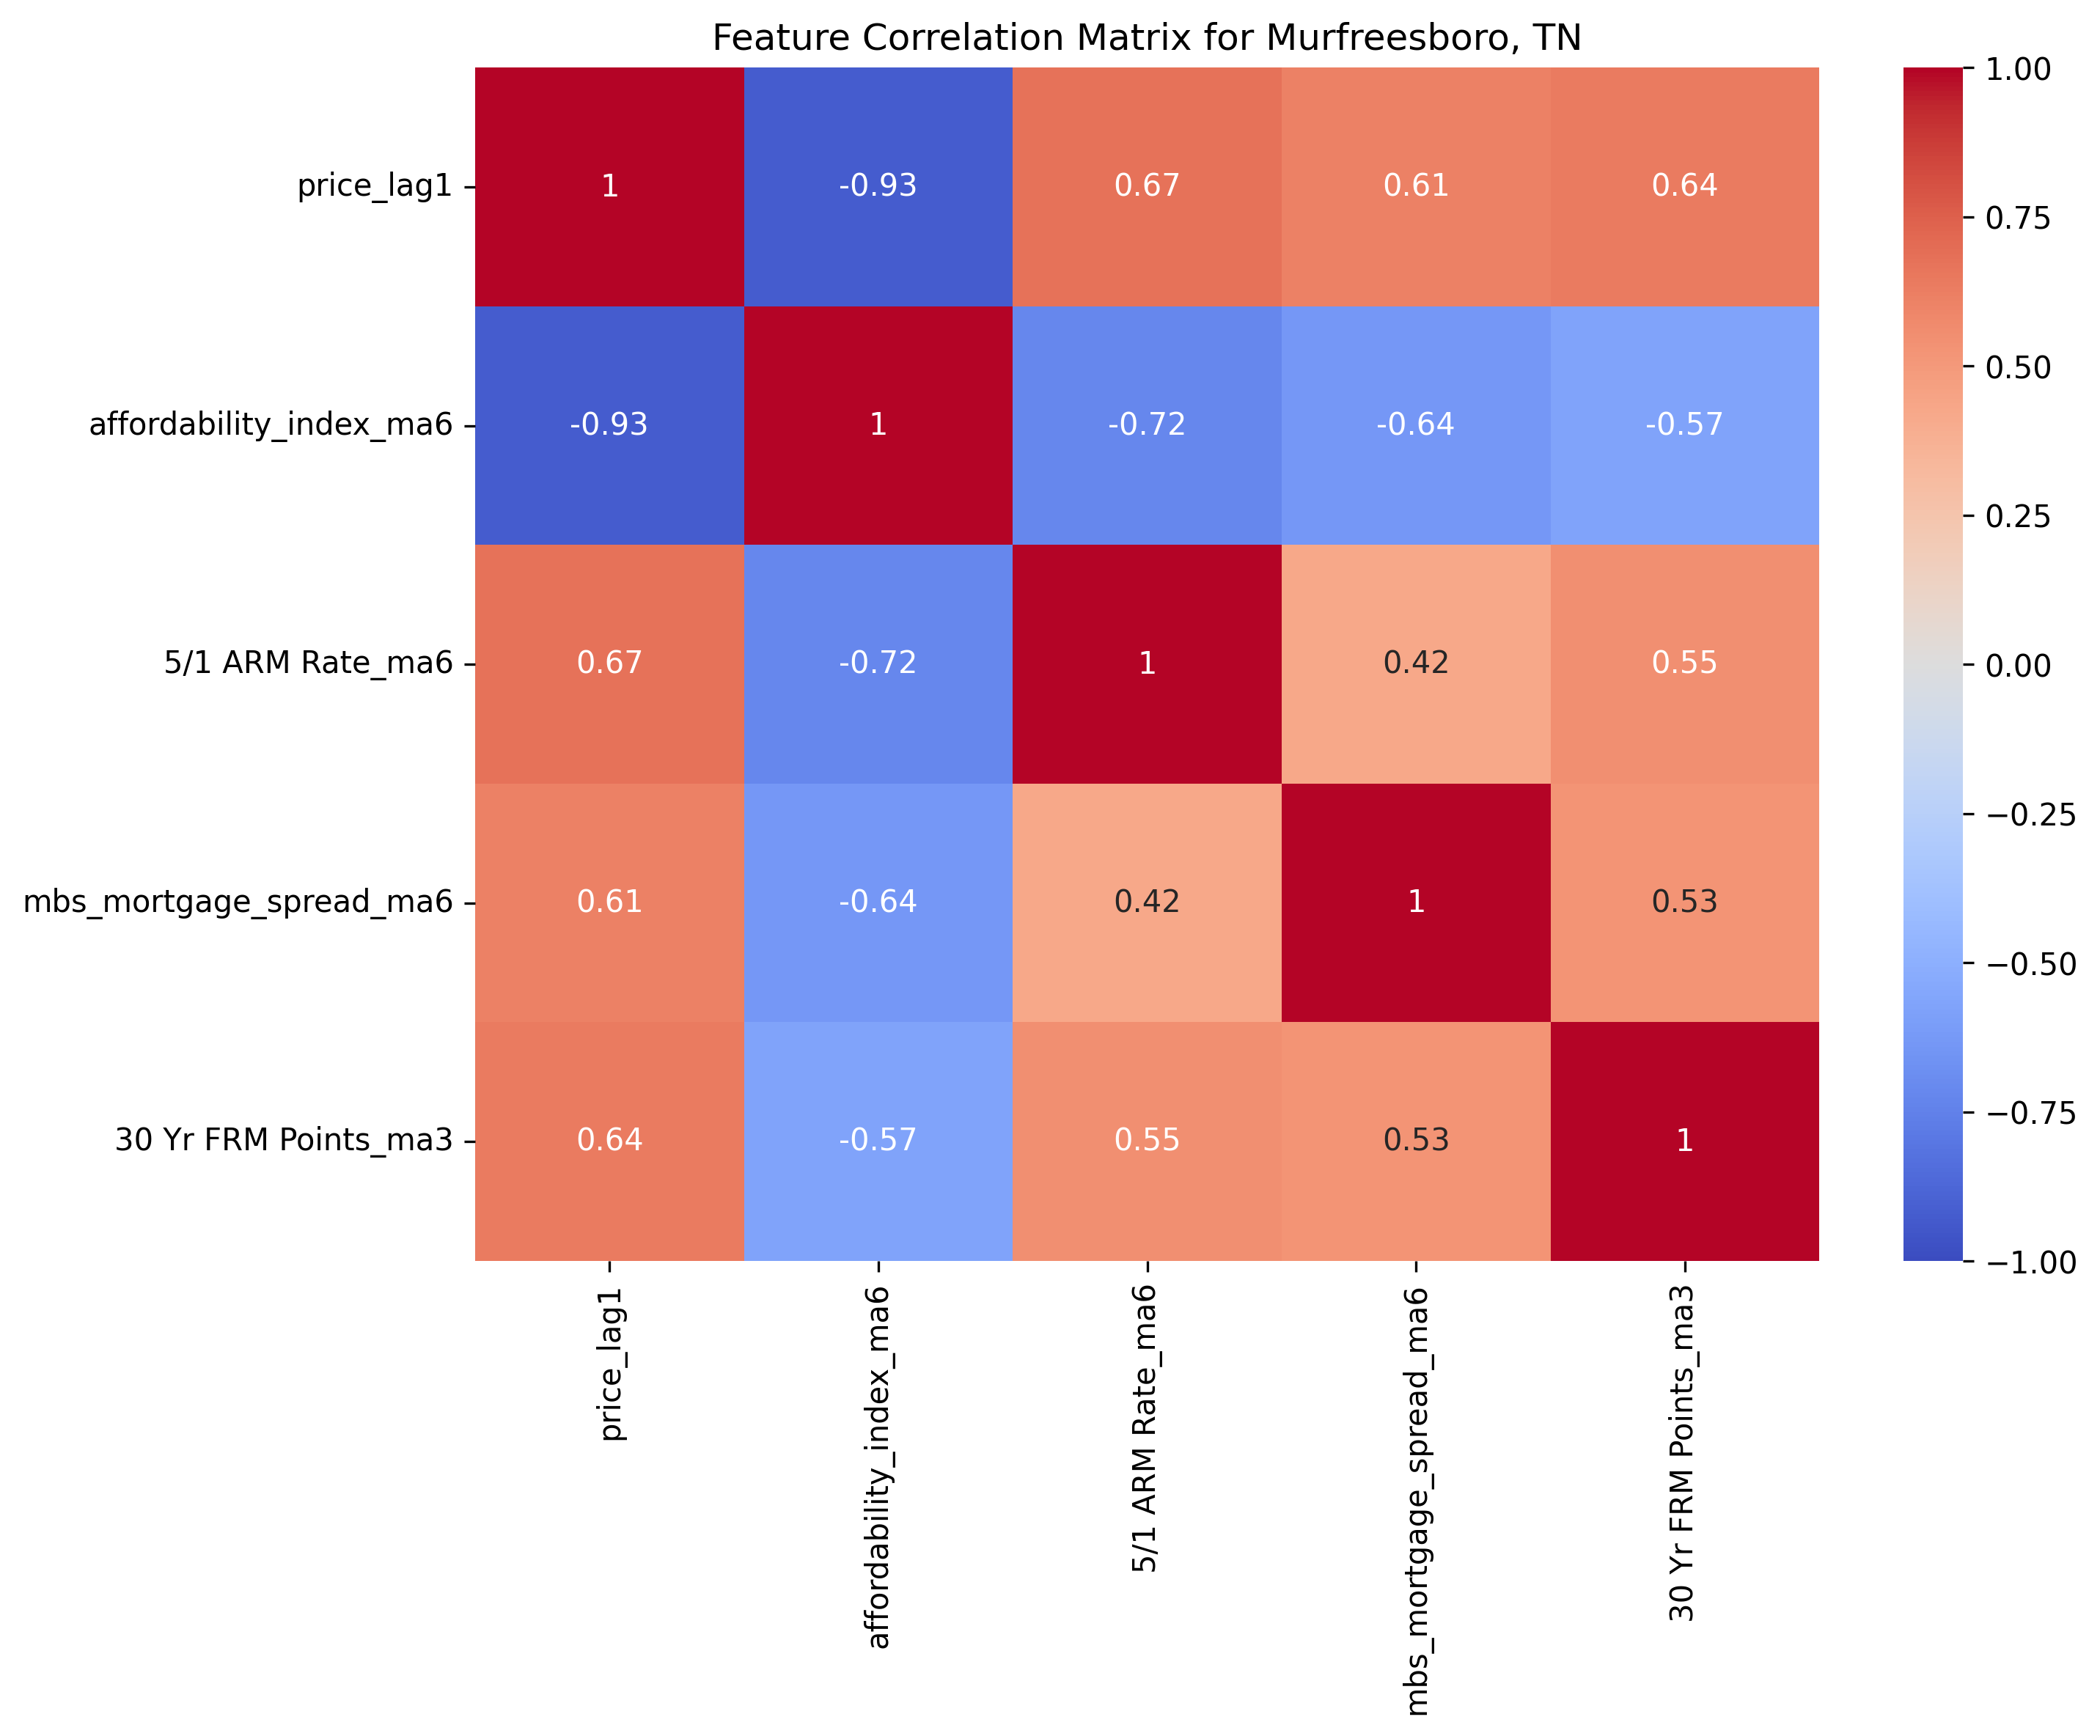 Feature Correlation Matrix for Murfreesboro, TN
price_lag1 1 -0.93 0.67 0.61 0.64
affordability_index_ma6 -0.93 1 -0.72 -0.64 -0.57
5/1 ARM Rate_ma6 0.67 -0.72 1 0.42 0.55
mbs_mortgage_spread_ma6 0.61 -0.64 0.42 1 0.53
30 Yr FRM Points_ma3 0.64 -0.57 0.55 0.53 1
price_lag1
affordability_index_ma6
5/1 ARM Rate_ma6
mbs_mortgage_spread_ma6
30 Yr FRM Points_ma3
1.00
0.75
0.50
0.25
0.00
−0.25
−0.50
−0.75
−1.00